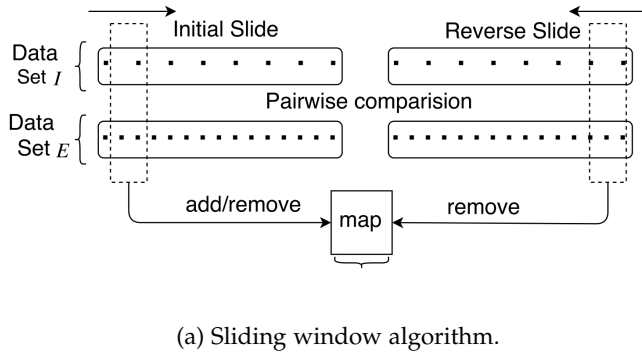 Initial Slide
Reverse Slide
Data
Set I
Pairwise comparision
Data
Set E
add/remove
map
remove
(a) Sliding window algorithm.